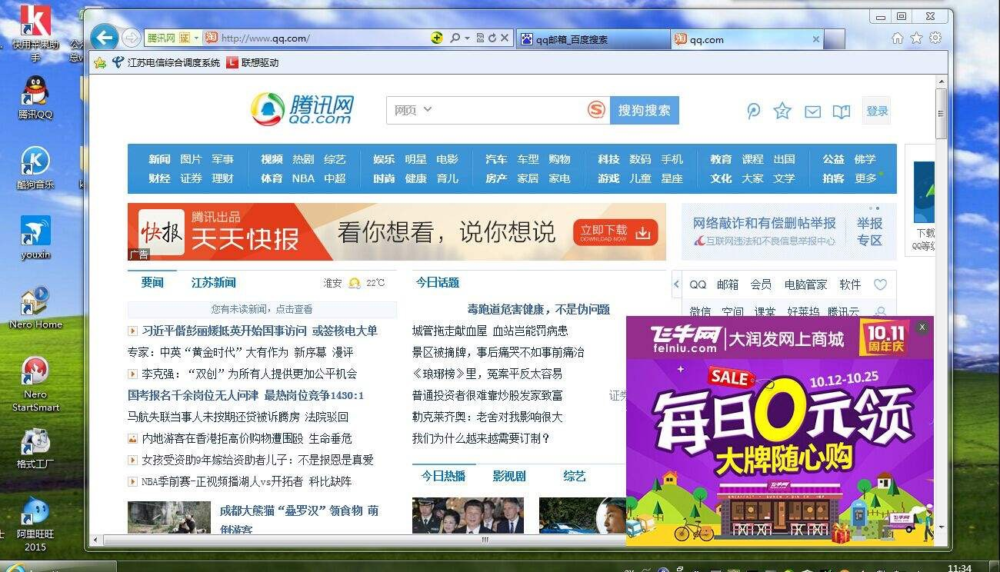 快用苹果助手
腾讯QQ
酷狗音乐
youxin
Nero Home
Nero StartSmart
格式工厂
阿里旺旺 2015
腾讯网 证 淘 http://www.qq.com/
qq邮箱_百度搜索
淘 qq.com
江苏电信综合调度系统 L 联想驱动
腾讯网
QQ.com
网页
S 搜狗搜索
登录
新闻 图片 军事 视频 热剧 综艺 娱乐 明星 电影 汽车 车型 购物 科技 数码 手机 教育 课程 出国 公益 佛学
财经 证券 理财 体育 NBA 中超 时尚 健康 育儿 房产 家居 家电 游戏 儿童 星座 文化 大家 文学 拍客 更多
快报
腾讯出品
天天快报
看你想看，说你想说
立即下载
DOWNLOAD NOW
广告
网络敲诈和有偿删帖举报
互联网违法和不良信息举报中心
举报
专区
下载
QQ等级
要闻 江苏新闻 淮安 22℃
您有未读新闻，点击查看
习近平偕彭丽媛抵英开始国事访问 或签核电大单
专家：中英“黄金时代”大有作为 新序幕 漫评
李克强：“双创”为所有人提供更加公平机会
国考报名千余岗位无人问津 最热岗位竞争1430:1
马航失联当事人未按期还贷被诉腾房 法院驳回
内地游客在香港拒高价购物遭围殴 生命垂危
女孩受资助9年嫁给资助者儿子：不是报恩是真爱
NBA季前赛-正视频播湖人vs开拓者 科比缺阵
成都大熊猫“叠罗汉”领食物 萌
倒游客
今日话题
毒跑道危害健康，不是伪问题
城管拖走献血屋 血站岂能罚病患
景区被摘牌，事后痛哭不如事前痛治
《琅琊榜》里，冤案平反太容易
普通投资者很难靠炒股发家致富
证券
勒克莱齐奥：老舍对我影响很大
我们为什么越来越需要订制？
今日热播 影视剧 综艺
QQ 邮箱 会员 电脑管家 软件
微信 空间 课堂 好莱坞 腾讯云
飞牛网
feiniu.com
大润发网上商城
10.11
周年庆
X
SALE
10.12-10.25
每日0元领
大牌随心购
飞牛网
11:34